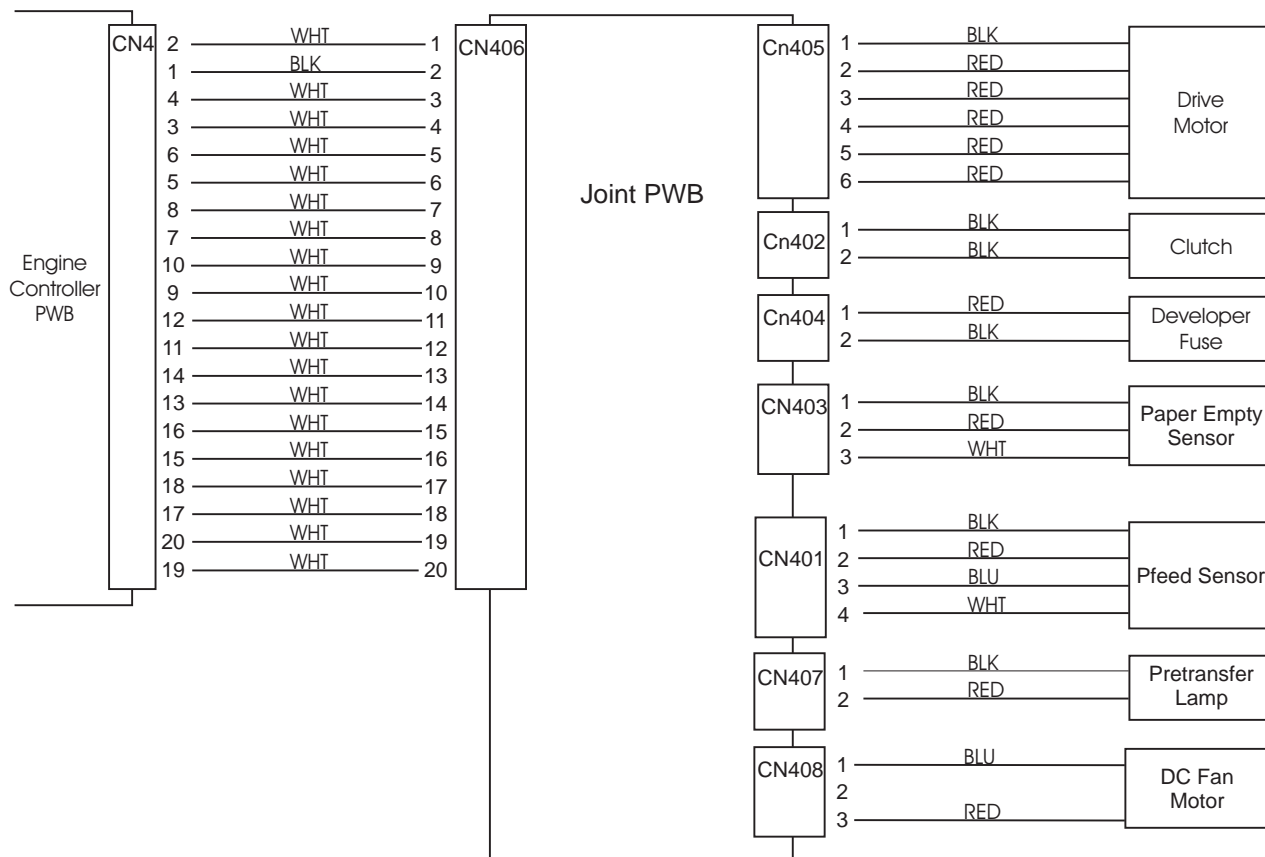 CN4
2 WHT 1
1 BLK 2
4 WHT 3
3 WHT 4
6 WHT 5
5 WHT 6
8 WHT 7
7 WHT 8
10 WHT 9
9 WHT 10
12 WHT 11
11 WHT 12
14 WHT 13
13 WHT 14
16 WHT 15
15 WHT 16
18 WHT 17
17 WHT 18
20 WHT 19
19 WHT 20
Engine
Controller
PWB
CN406
Joint PWB
Cn405
1 BLK
2 RED
3 RED
4 RED
5 RED
6 RED
Drive
Motor
Cn402
1 BLK
2 BLK
Clutch
Cn404
1 RED
2 BLK
Developer
Fuse
CN403
1 BLK
2 RED
3 WHT
Paper Empty
Sensor
CN401
1 BLK
2 RED
3 BLU
4 WHT
Pfeed Sensor
CN407
1 BLK
2 RED
Pretransfer
Lamp
CN408
1 BLU
2
3 RED
DC Fan
Motor